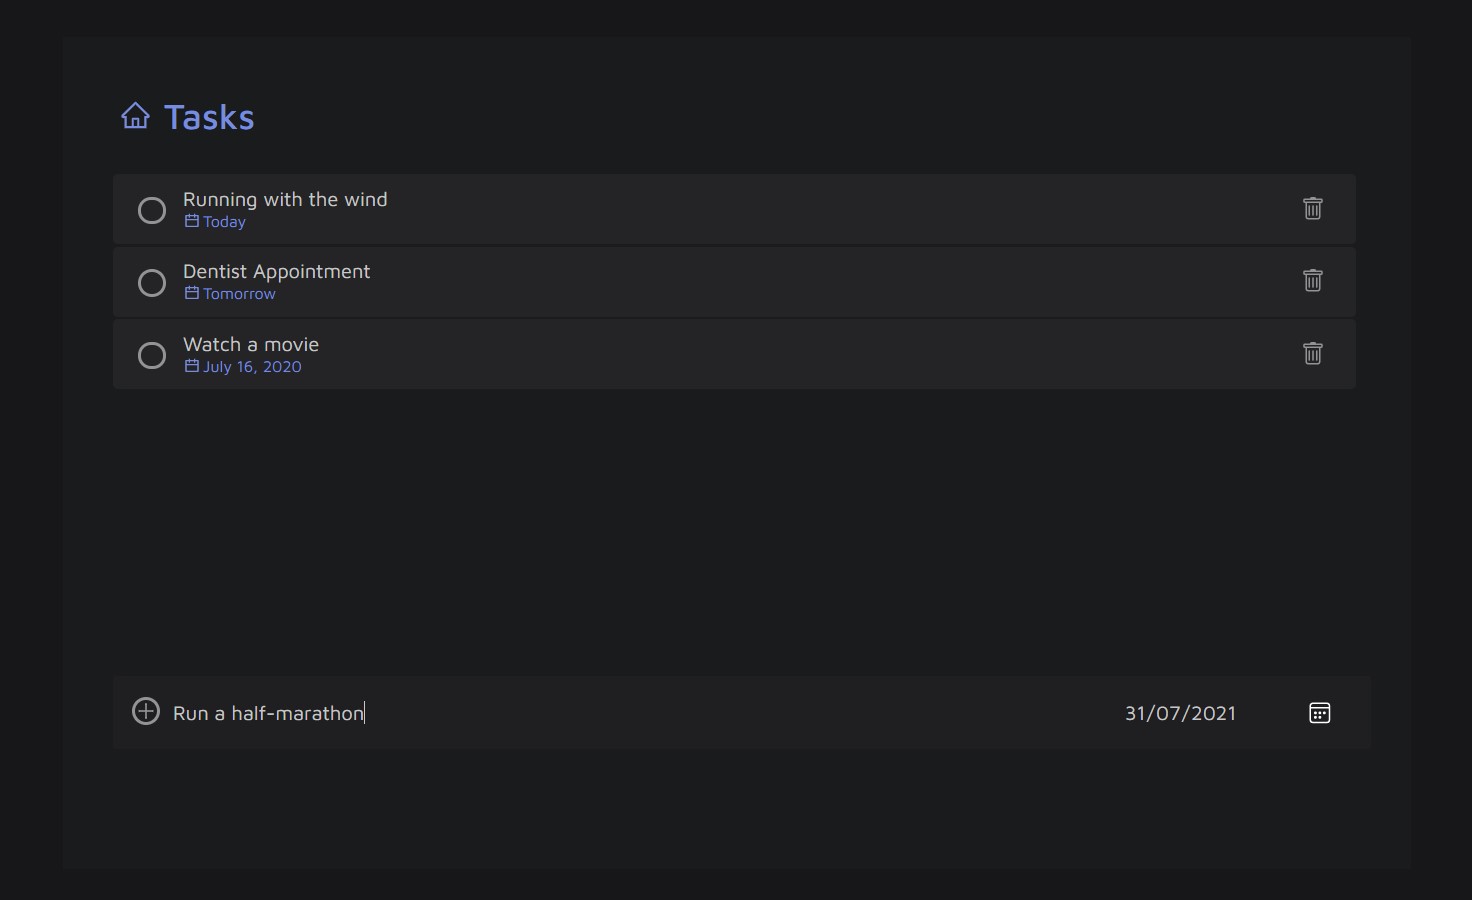 Tasks
Running with the wind
Today
Dentist Appointment
Tomorrow
Watch a movie
July 16, 2020
Run a half-marathon 31/07/2021